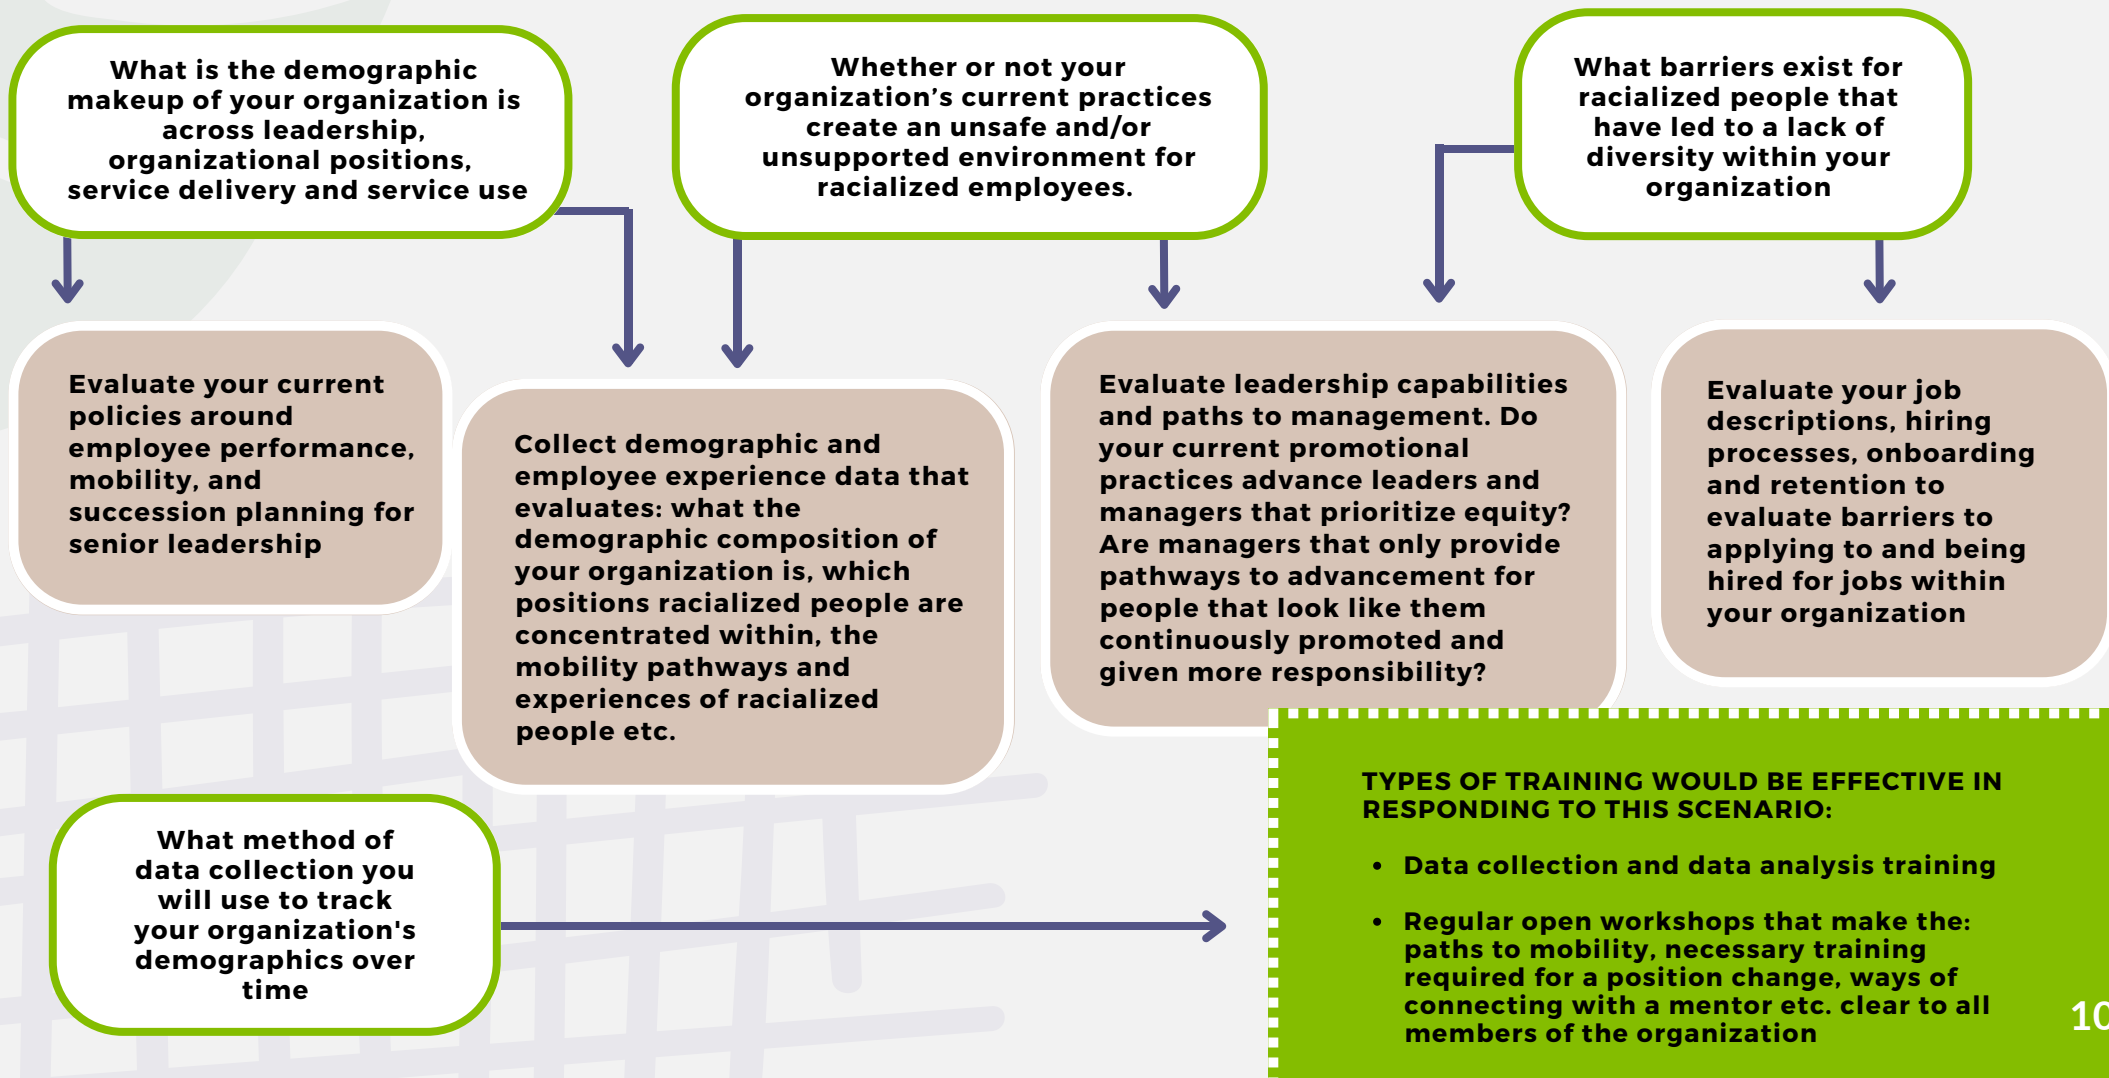 What is the demographic
makeup of your organization is
across leadership,
organizational positions,
service delivery and service use
Whether or not your
organization’s current practices
create an unsafe and/or
unsupported environment for
racialized employees.
What barriers exist for
racialized people that
have led to a lack of
diversity within your
organization
Evaluate your current
policies around
employee performance,
mobility, and
succession planning for
senior leadership
Collect demographic and
employee experience data that
evaluates: what the
demographic composition of
your organization is, which
positions racialized people are
concentrated within, the
mobility pathways and
experiences of racialized
people etc.
Evaluate leadership capabilities
and paths to management. Do
your current promotional
practices advance leaders and
managers that prioritize equity?
Are managers that only provide
pathways to advancement for
people that look like them
continuously promoted and
given more responsibility?
Evaluate your job
descriptions, hiring
processes, onboarding
and retention to
evaluate barriers to
applying to and being
hired for jobs within
your organization
What method of
data collection you
will use to track
your organization's
demographics over
time
TYPES OF TRAINING WOULD BE EFFECTIVE IN
RESPONDING TO THIS SCENARIO:
• Data collection and data analysis training
• Regular open workshops that make the:
paths to mobility, necessary training
required for a position change, ways of
connecting with a mentor etc. clear to all
members of the organization
10